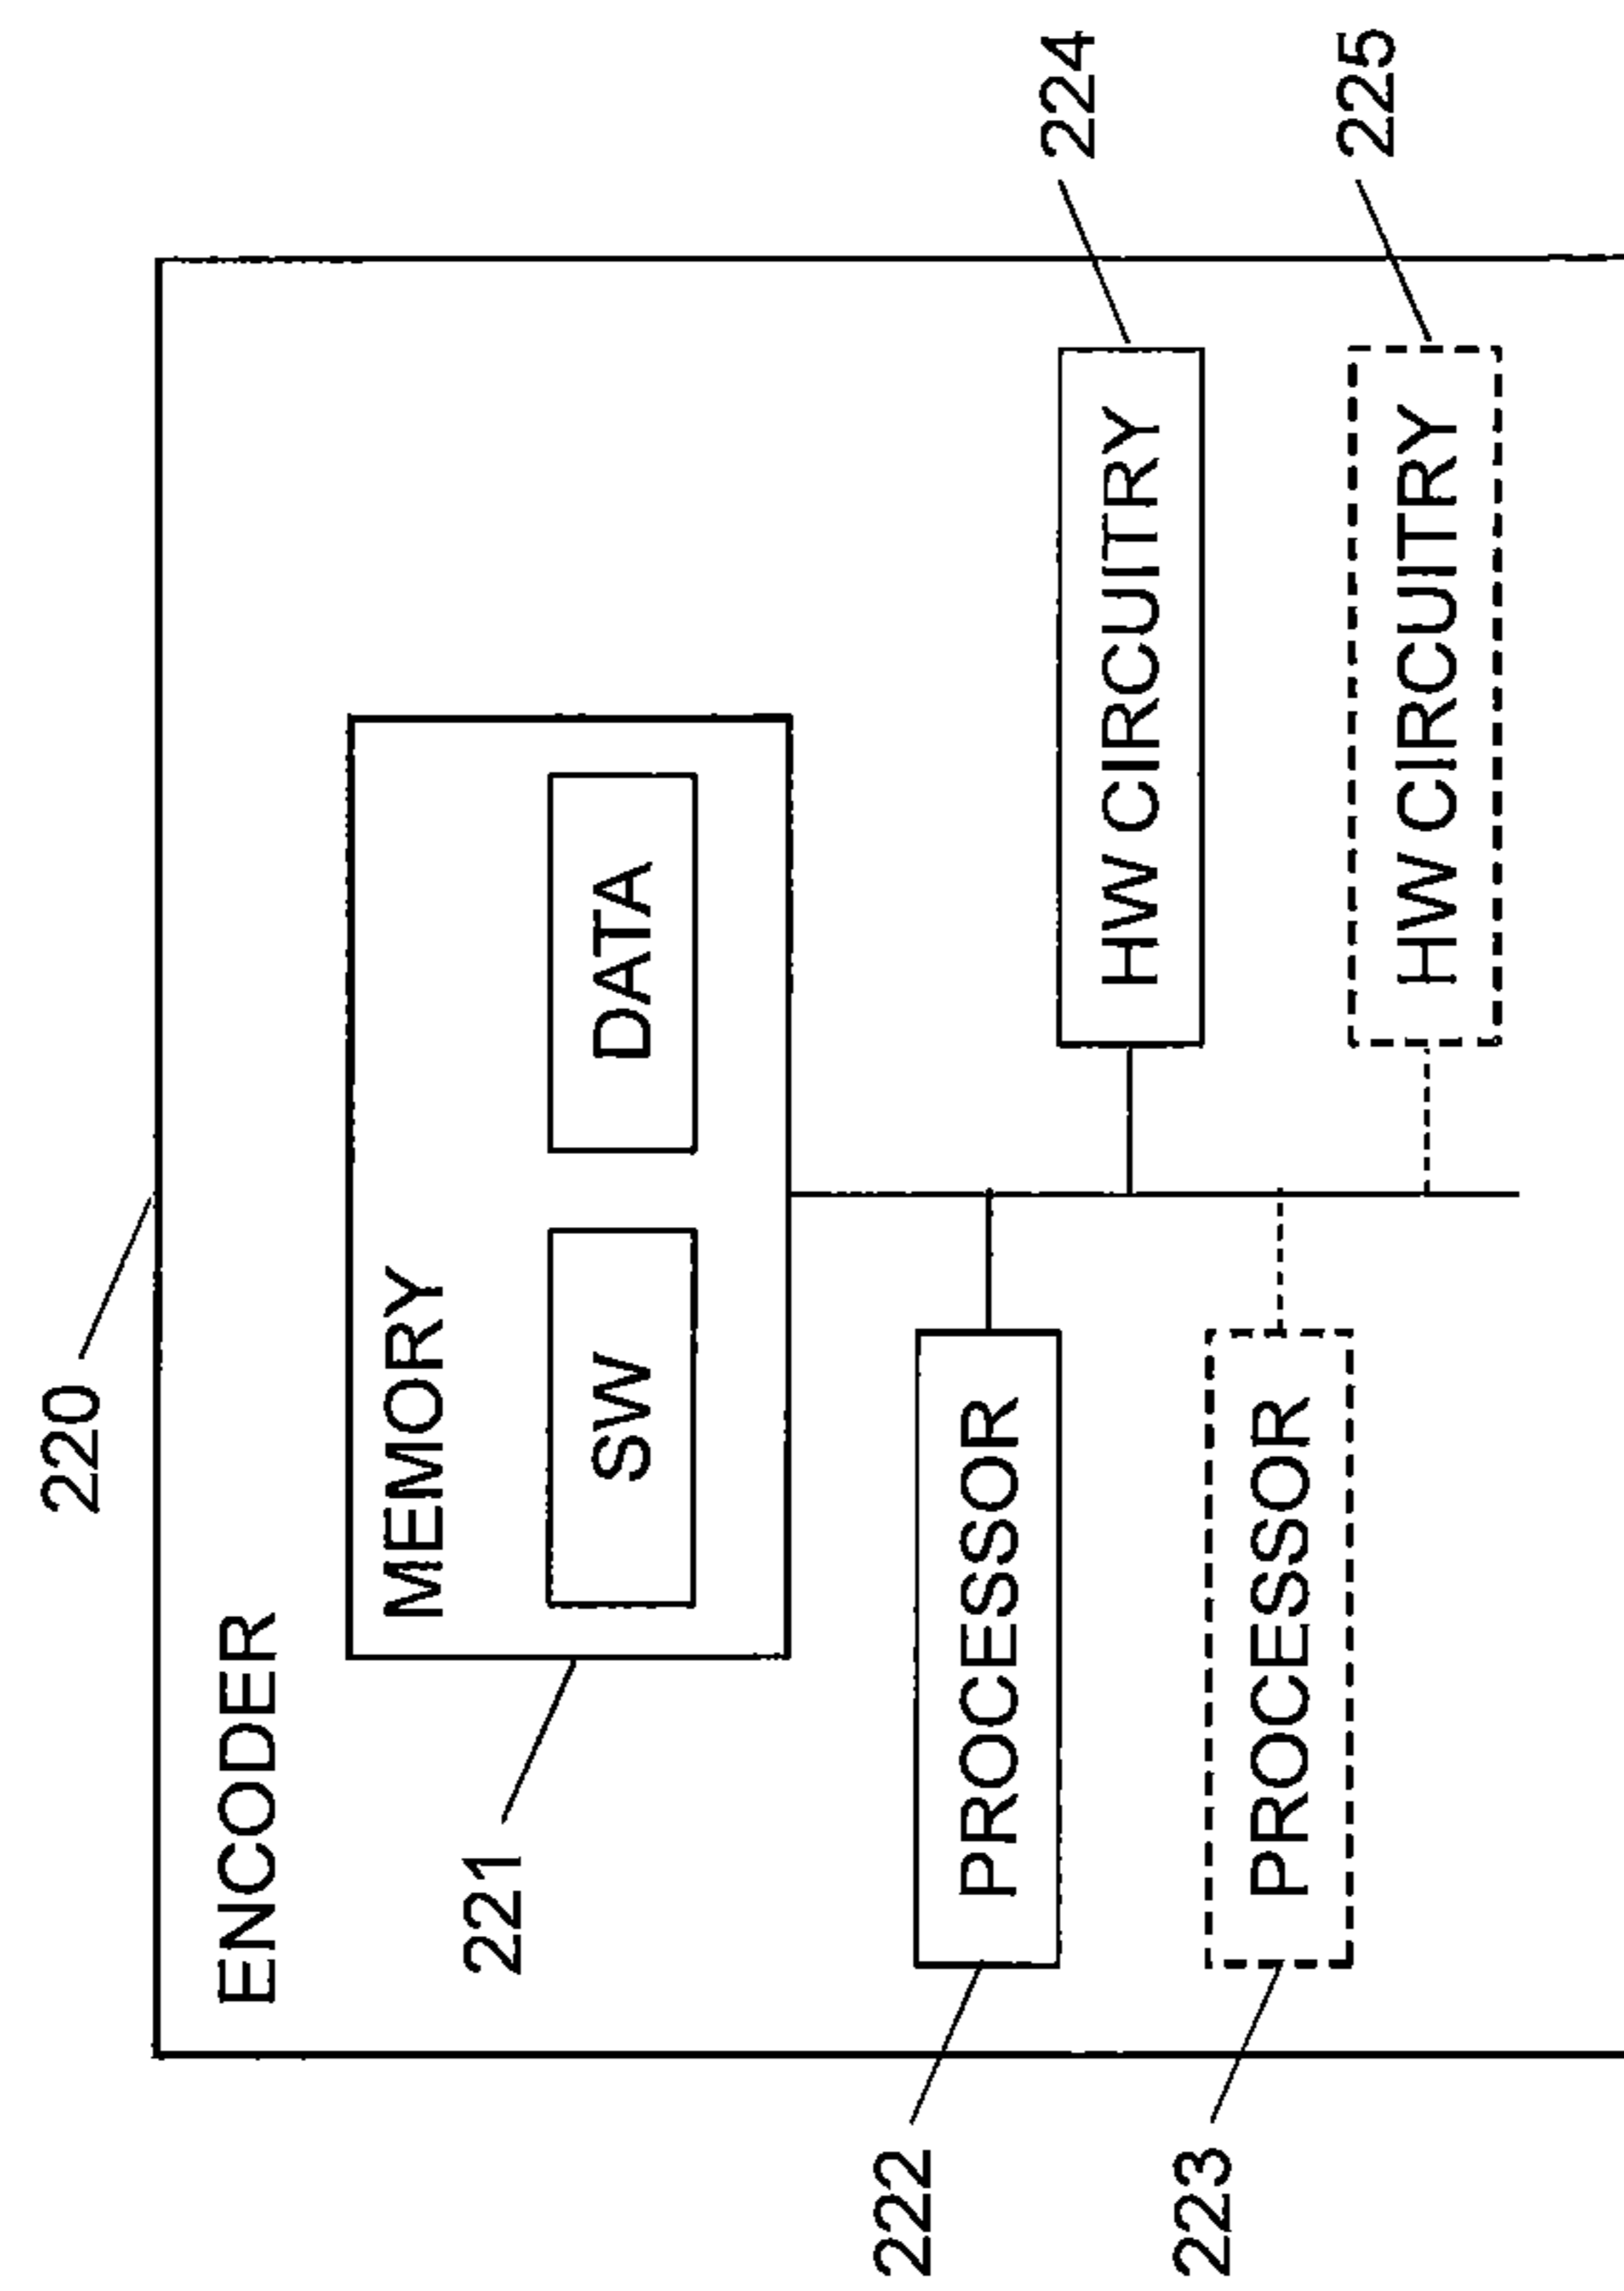 220
ENCODER
MEMORY
221
SW
DATA
PROCESSOR
222
HW CIRCUITRY
224
PROCESSOR
223
HW CIRCUITRY
225